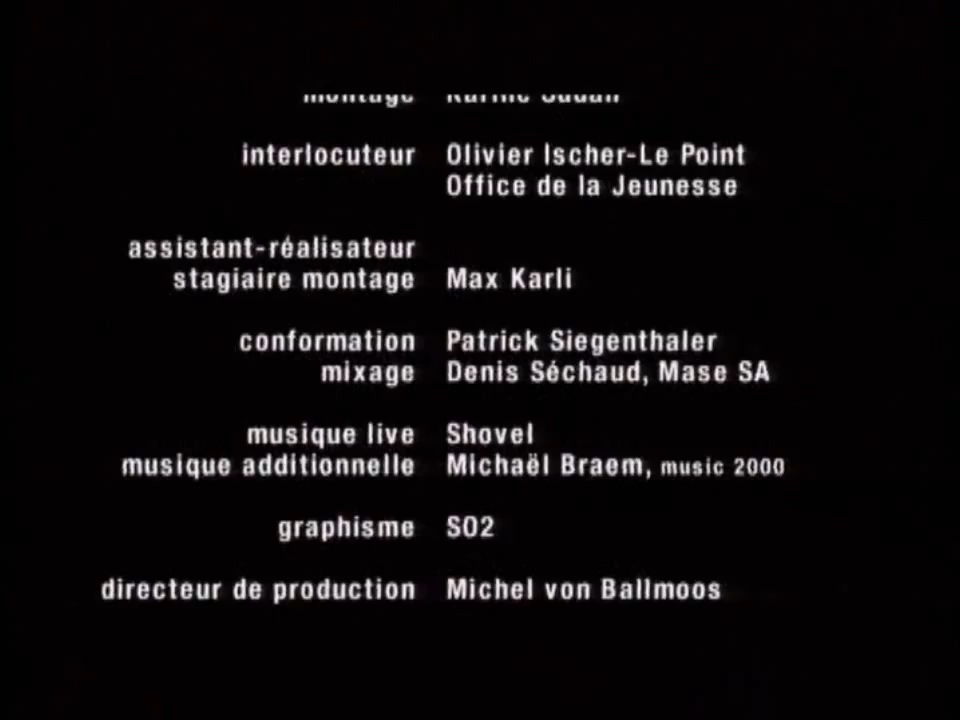 montage
interlocuteur Olivier Ischer-Le Point
Office de la Jeunesse
assistant-réalisateur
stagiaire montage Max Karli
conformation Patrick Siegenthaler
mixage Denis Séchaud, Mase SA
musique live Shovel
musique additionnelle Michaël Braem, music 2000
graphisme SO2
directeur de production Michel von Ballmoos